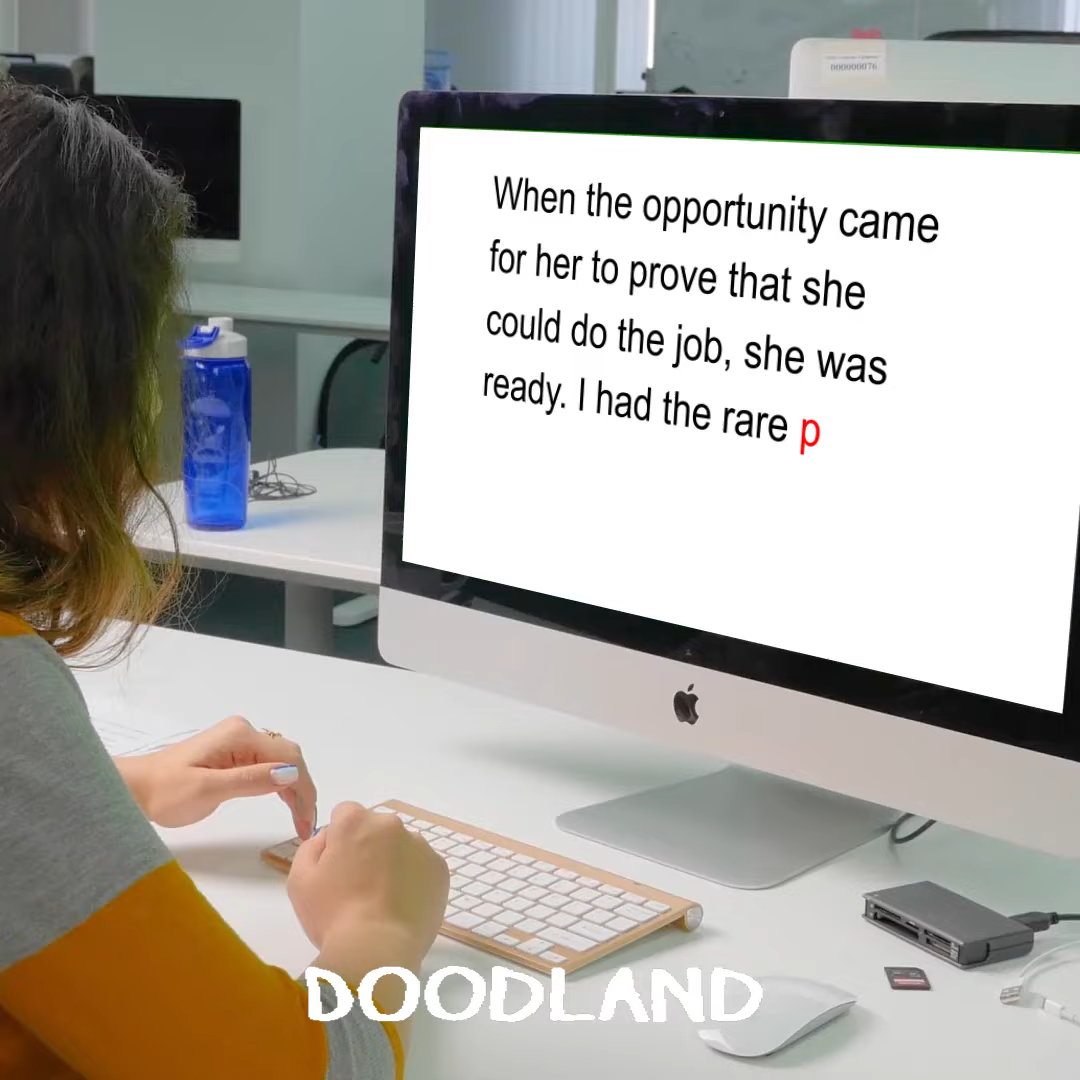 000000076
When the opportunity came
for her to prove that she
could do the job, she was
ready. I had the rare p
DOODLAND